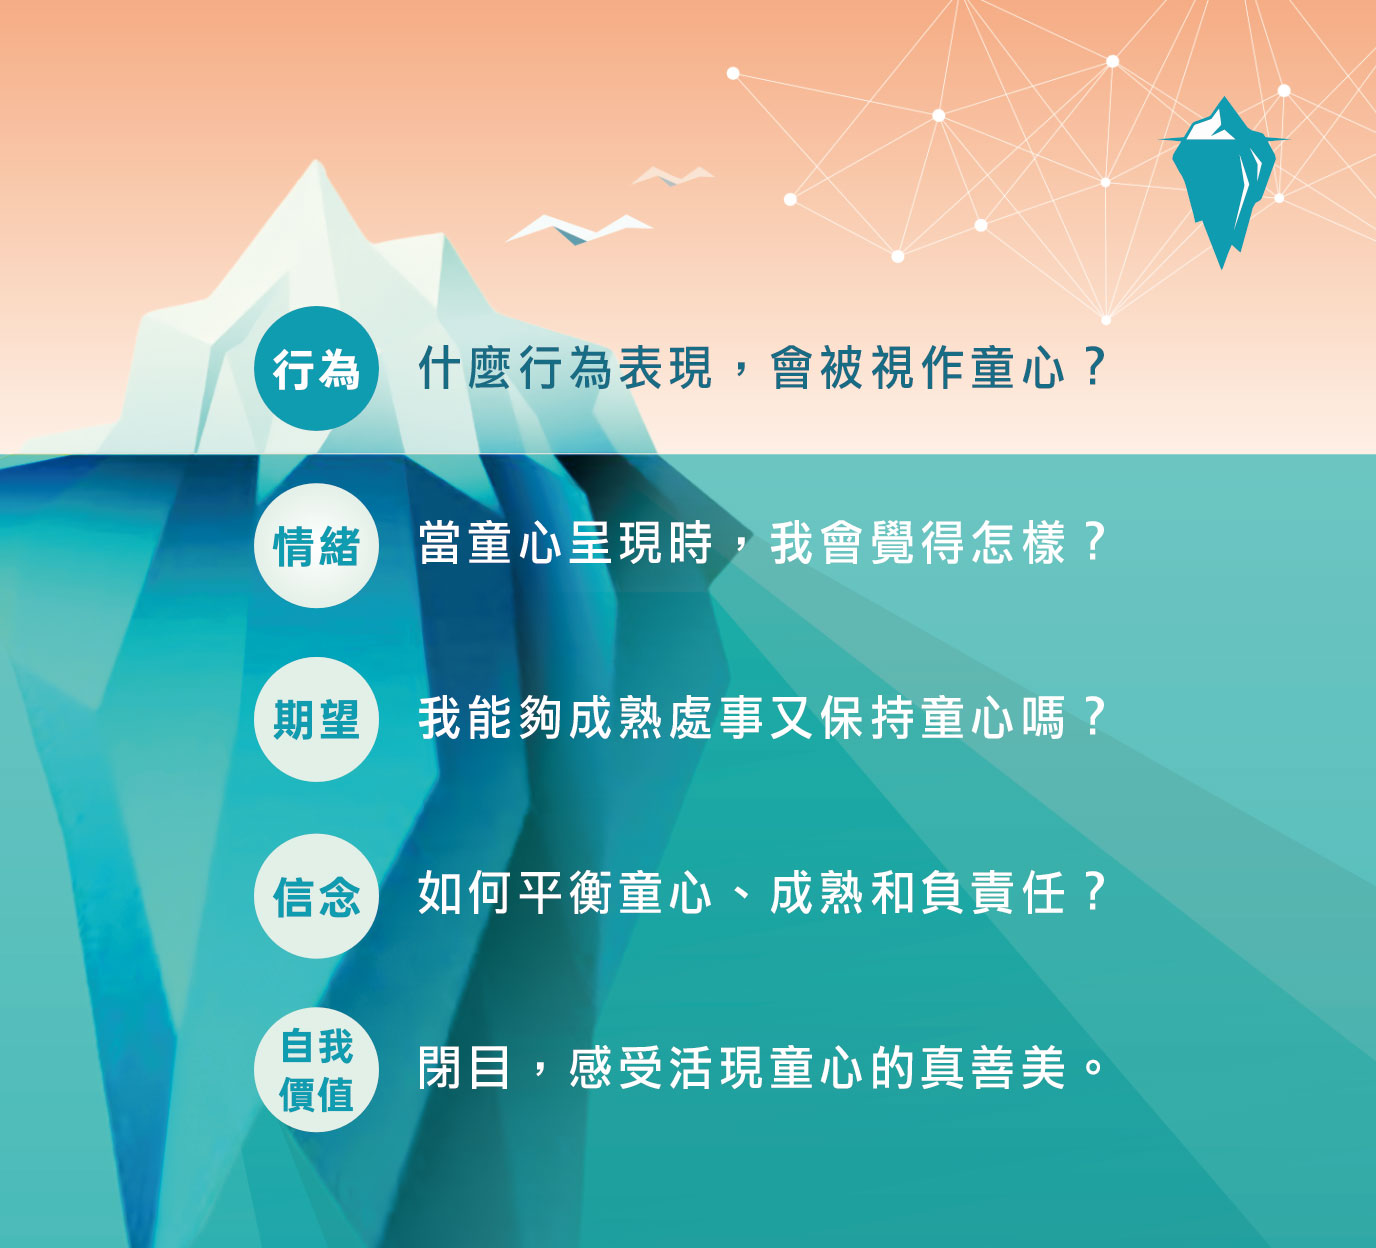 行為
什麼行為表現，會被視作童心？
情緒
當童心呈現時，我會覺得怎樣？
期望
我能夠成熟處事又保持童心嗎？
信念
如何平衡童心、成熟和負責任？
自我
價值
閉目，感受活現童心的真善美。